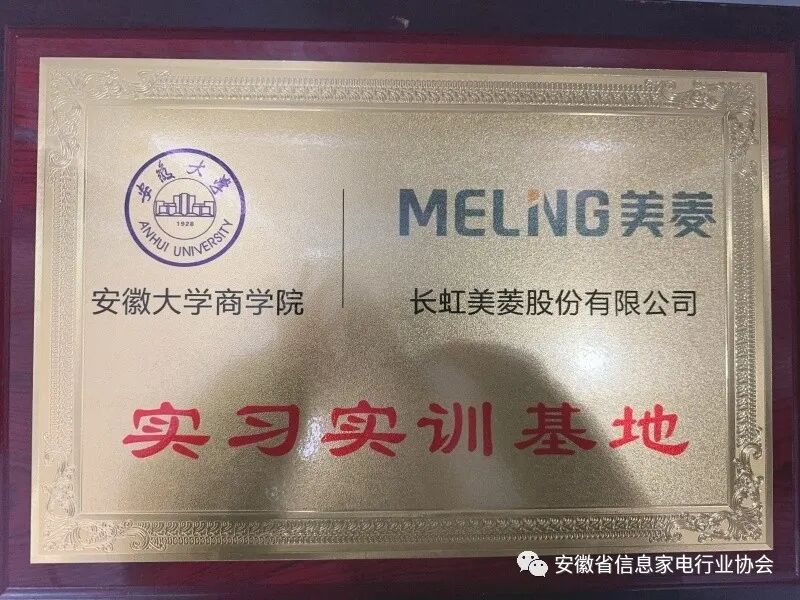 安徽大学
1928
ANHUI UNIVERSITY
安徽大学商学院
MELING美菱
长虹美菱股份有限公司
实习实训基地
安徽省信息家电行业协会